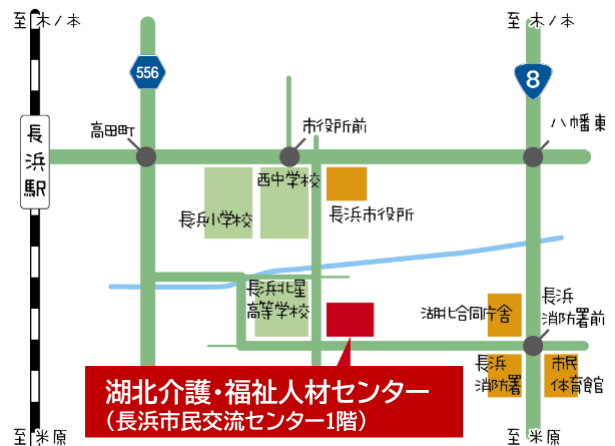 至木ノ本
至木ノ本
556
8
高田町
市役所前
八幡東
長浜駅
西中学校
長浜小学校
長浜市役所
長浜北星
高等学校
湖北合同庁舎
長浜
消防署前
長浜
消防署
市民
体育館
湖北介護・福祉人材センター
(長浜市民交流センター1階)
至米原
至米原